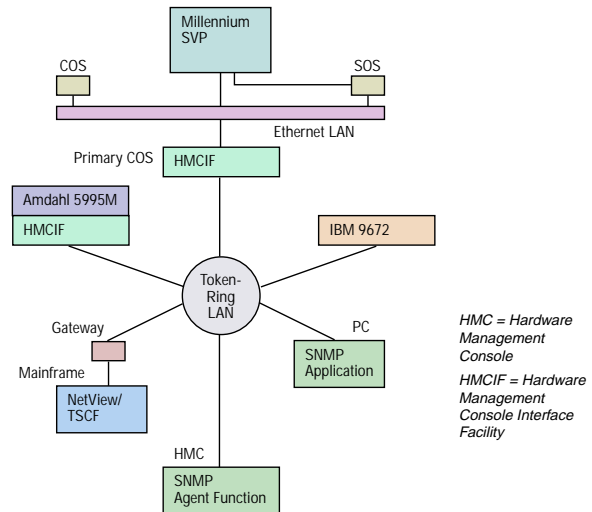 Millennium
SVP
COS
SOS
Ethernet LAN
Primary COS
HMCIF
Amdahl 5995M
HMCIF
IBM 9672
Token-
Ring
LAN
Gateway
PC
Mainframe
SNMP
Application
NetView/
TSCF
HMC = Hardware
Management
Console
HMCIF = Hardware
Management
Console Interface
Facility
HMC
SNMP
Agent Function